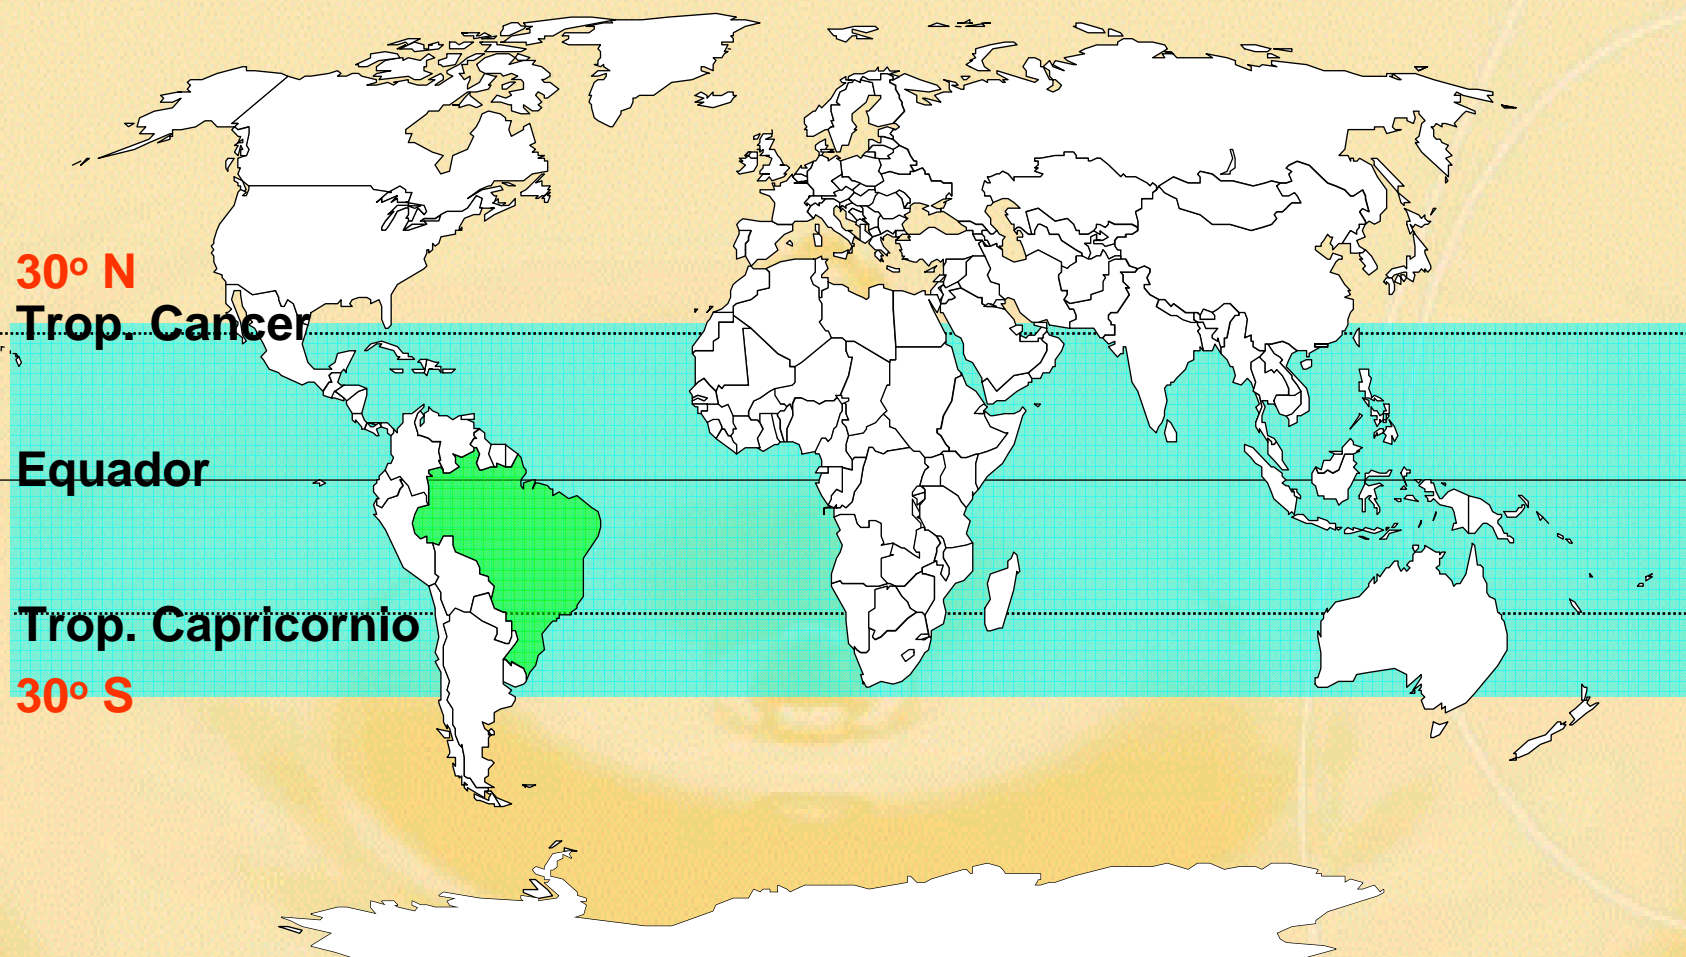 30º N
Trop. Cancer
Equador
Trop. Capricornio
30º S